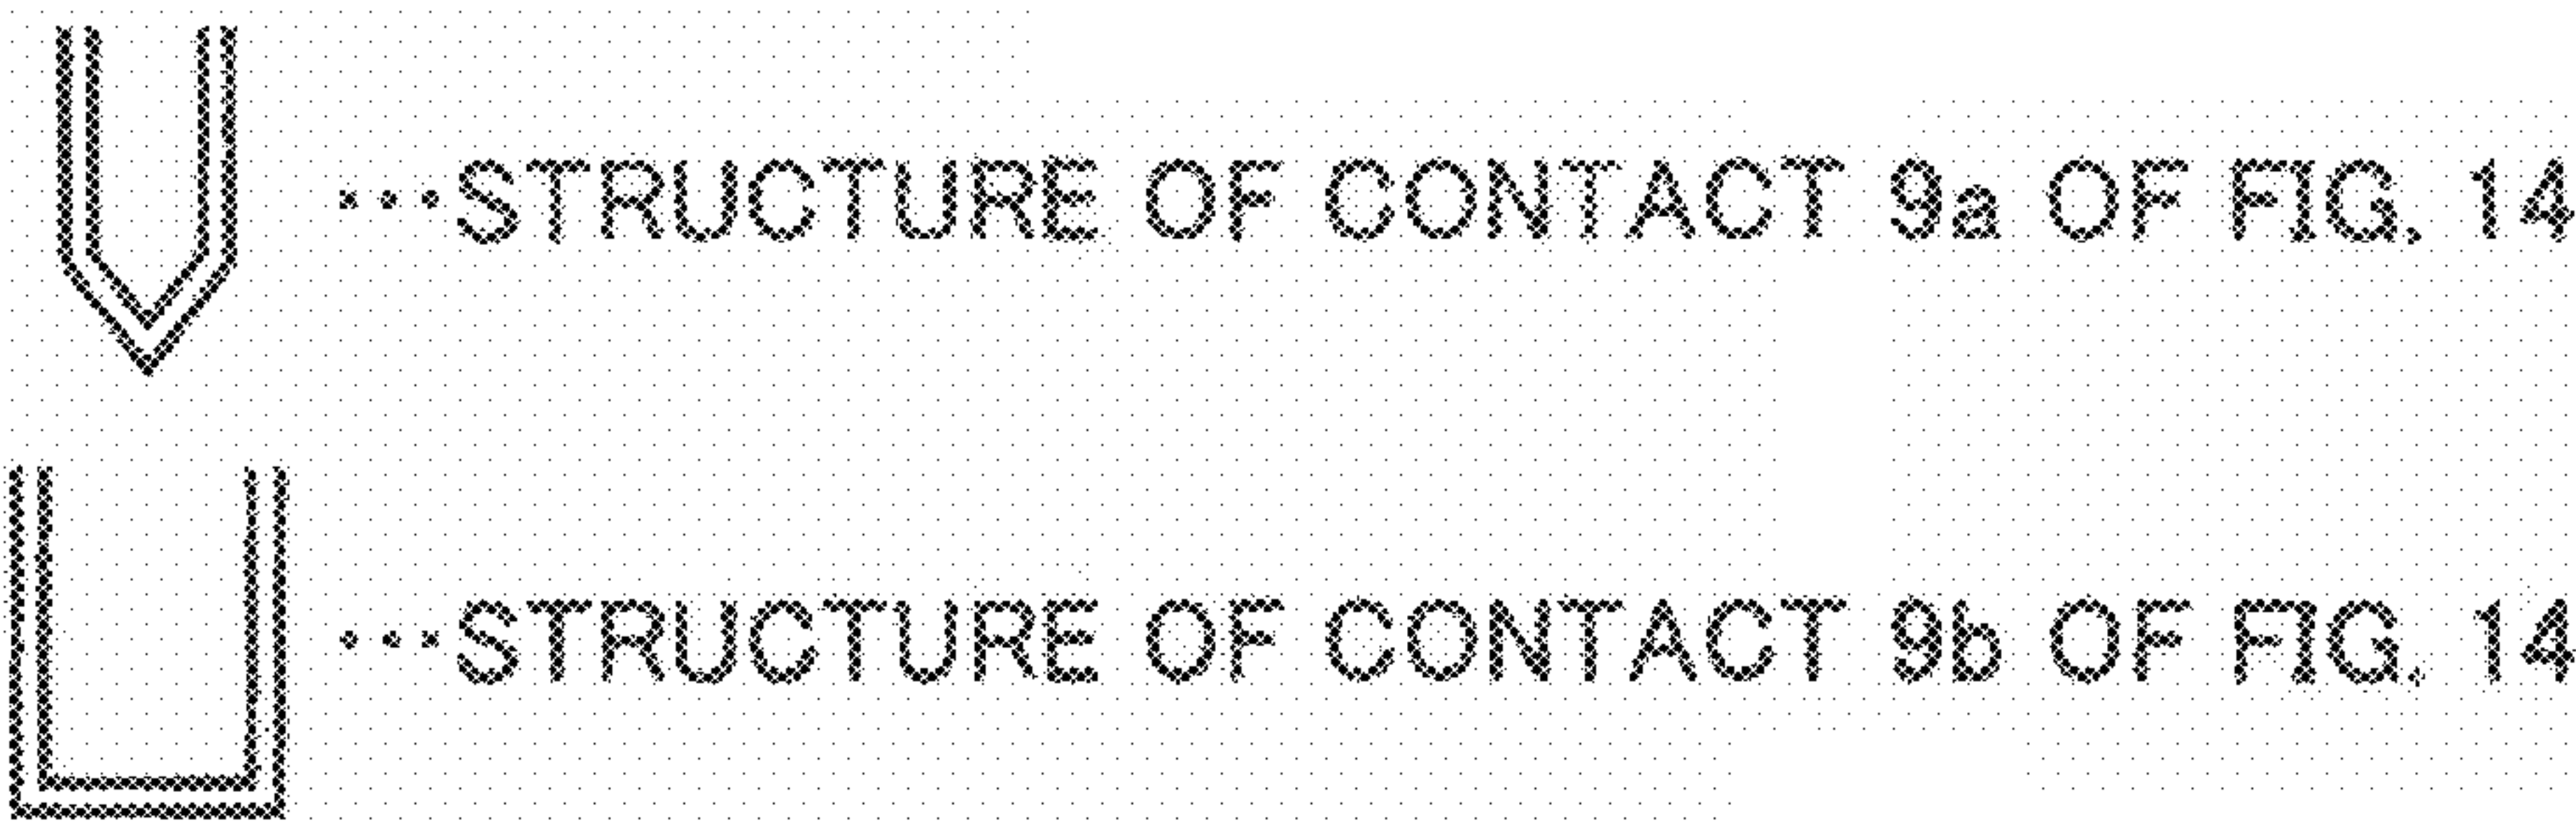 ···STRUCTURE OF CONTACT 9a OF FIG. 14
···STRUCTURE OF CONTACT 9b OF FIG. 14